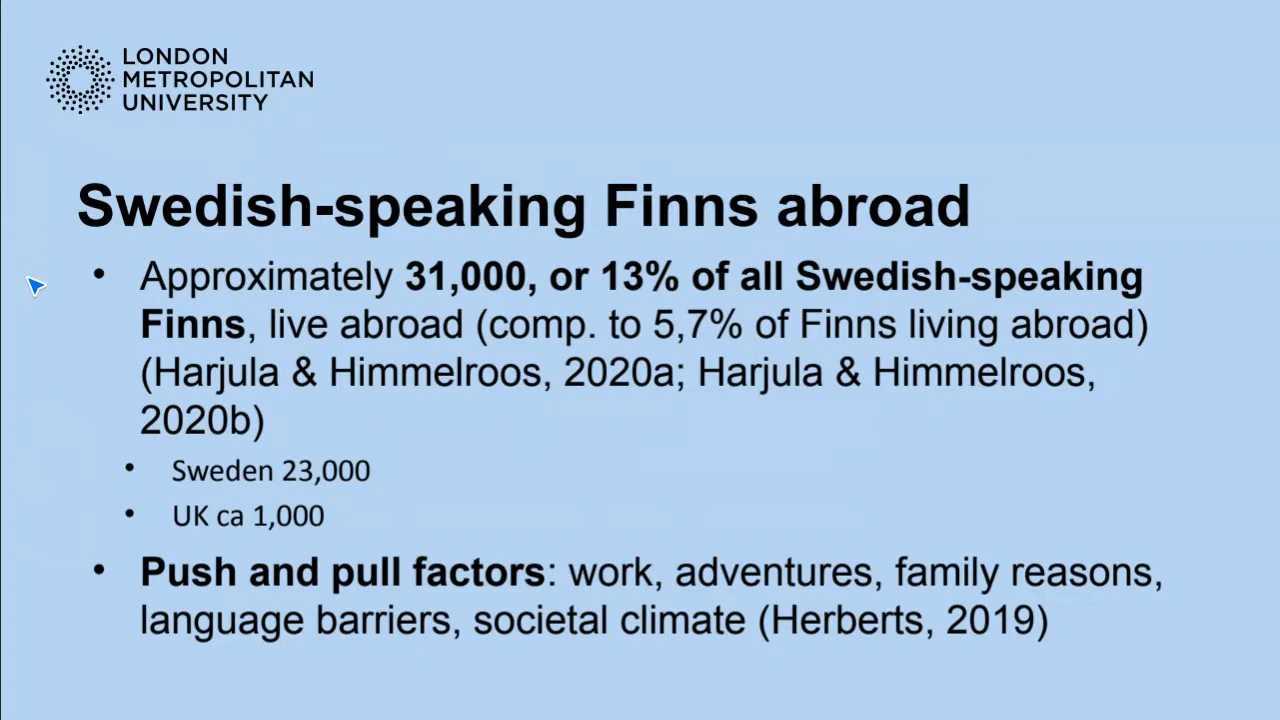 LONDON
METROPOLITAN
UNIVERSITY
Swedish-speaking Finns abroad
• Approximately 31,000, or 13% of all Swedish-speaking
Finns, live abroad (comp. to 5,7% of Finns living abroad)
(Harjula & Himmelroos, 2020a; Harjula & Himmelroos,
2020b)
• Sweden 23,000
• UK ca 1,000
• Push and pull factors: work, adventures, family reasons,
language barriers, societal climate (Herberts, 2019)